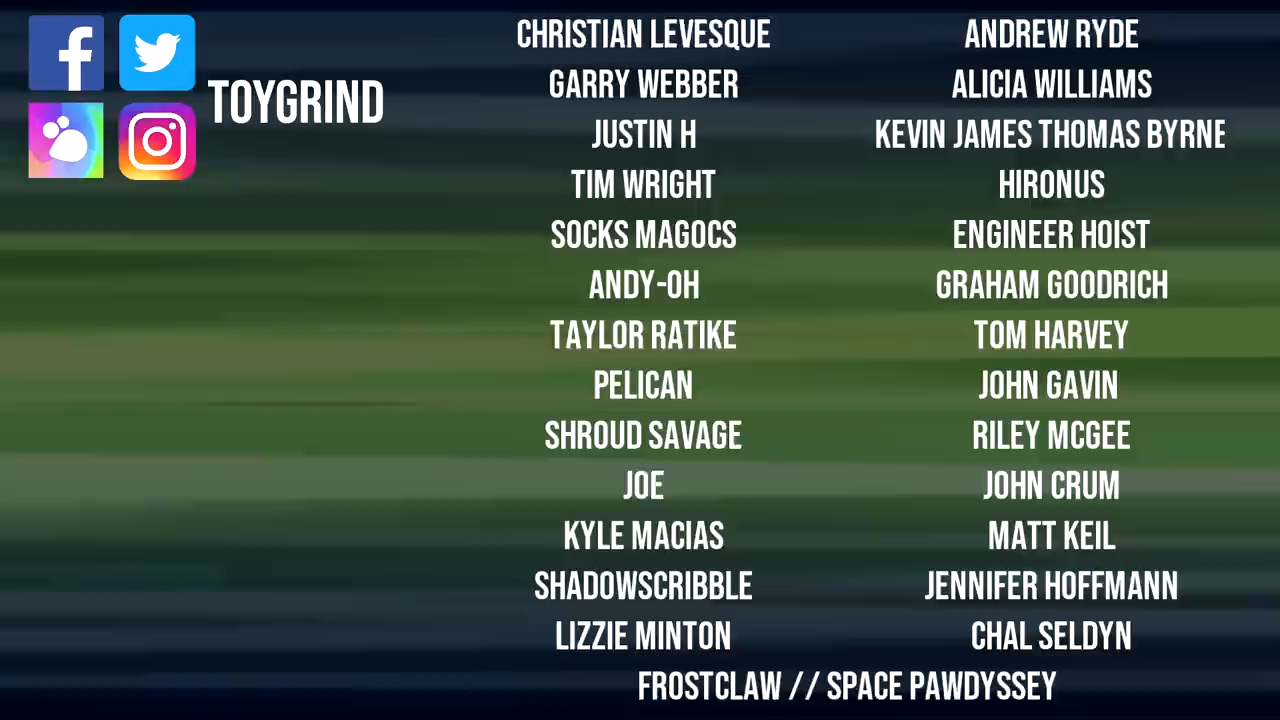 TOYGRIND
CHRISTIAN LEVESQUE
GARRY WEBBER
JUSTIN H
TIM WRIGHT
SOCKS MAGOCS
ANDY-OH
TAYLOR RATIKE
PELICAN
SHROUD SAVAGE
JOE
KYLE MACIAS
SHADOWSCRIBBLE
LIZZIE MINTON
ANDREW RYDE
ALICIA WILLIAMS
KEVIN JAMES THOMAS BYRNE
HIRONUS
ENGINEER HOIST
GRAHAM GOODRICH
TOM HARVEY
JOHN GAVIN
RILEY MCGEE
JOHN CRUM
MATT KEIL
JENNIFER HOFFMANN
CHAL SELDYN
FROSTCLAW // SPACE PAWDYSSEY